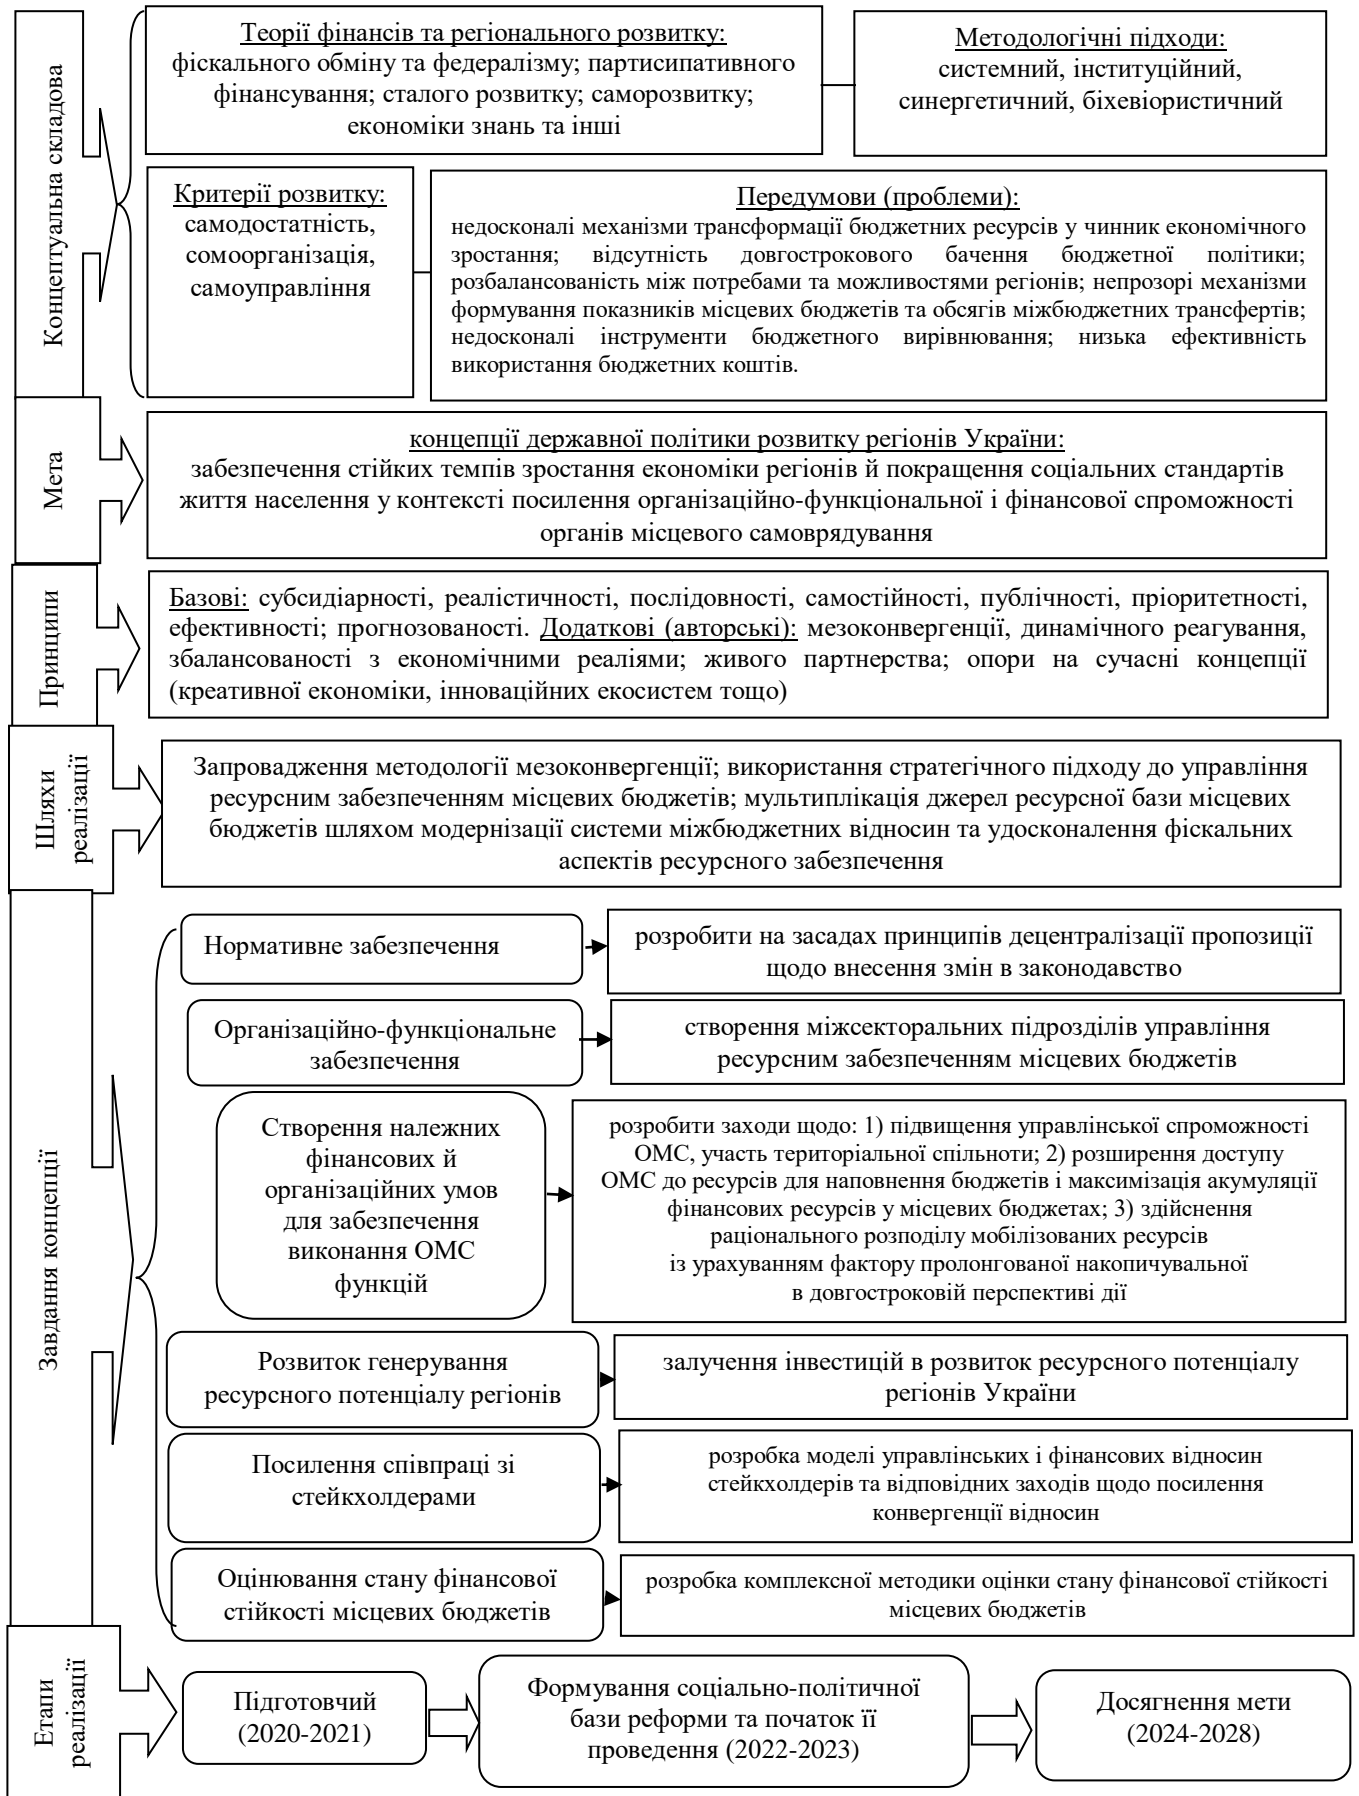 Концептуальна складова
Теорії фінансів та регіонального розвитку:
фіскального обміну та федералізму; партисипативного
фінансування; сталого розвитку; саморозвитку;
економіки знань та інші
Методологічні підходи:
системний, інституційний,
синергетичний, біхевіористичний
Критерії розвитку:
самодостатність,
сомоорганізація,
самоуправління
Передумови (проблеми):
недосконалі механізми трансформації бюджетних ресурсів у чинник економічного
зростання; відсутність довгострокового бачення бюджетної політики;
розбалансованість між потребами та можливостями регіонів; непрозорі механізми
формування показників місцевих бюджетів та обсягів міжбюджетних трансфертів;
недосконалі інструменти бюджетного вирівнювання; низька ефективність
використання бюджетних коштів.
Мета
концепції державної політики розвитку регіонів України:
забезпечення стійких темпів зростання економіки регіонів й покращення соціальних стандартів
життя населення у контексті посилення організаційно-функціональної і фінансової спроможності
органів місцевого самоврядування
Принципи
Базові: субсидіарності, реалістичності, послідовності, самостійності, публічності, пріоритетності,
ефективності; прогнозованості. Додаткові (авторські): мезоконвергенції, динамічного реагування,
збалансованості з економічними реаліями; живого партнерства; опори на сучасні концепції
(креативної економіки, інноваційних екосистем тощо)
Шляхи
реалізації
Запровадження методології мезоконвергенції; використання стратегічного підходу до управління
ресурсним забезпеченням місцевих бюджетів; мультиплікація джерел ресурсної бази місцевих
бюджетів шляхом модернізації системи міжбюджетних відносин та удосконалення фіскальних
аспектів ресурсного забезпечення
Завдання концепції
Нормативне забезпечення
розробити на засадах принципів децентралізації пропозиції
щодо внесення змін в законодавство
Організаційно-функціональне
забезпечення
створення міжсекторальних підрозділів управління
ресурсним забезпеченням місцевих бюджетів
Створення належних
фінансових й
організаційних умов
для забезпечення
виконання ОМС
функцій
розробити заходи щодо: 1) підвищення управлінської спроможності
ОМС, участь територіальної спільноти; 2) розширення доступу
ОМС до ресурсів для наповнення бюджетів і максимізація акумуляції
фінансових ресурсів у місцевих бюджетах; 3) здійснення
раціонального розподілу мобілізованих ресурсів
із урахуванням фактору пролонгованої накопичувальної
в довгостроковій перспективі дії
Розвиток генерування
ресурсного потенціалу регіонів
залучення інвестицій в розвиток ресурсного потенціалу
регіонів України
Посилення співпраці зі
стейкхолдерами
розробка моделі управлінських і фінансових відносин
стейкхолдерів та відповідних заходів щодо посилення
конвергенції відносин
Оцінювання стану фінансової
стійкості місцевих бюджетів
розробка комплексної методики оцінки стану фінансової стійкості
місцевих бюджетів
Етапи
реалізації
Підготовчий
(2020-2021)
Формування соціально-політичної
бази реформи та початок її
проведення (2022-2023)
Досягнення мети
(2024-2028)